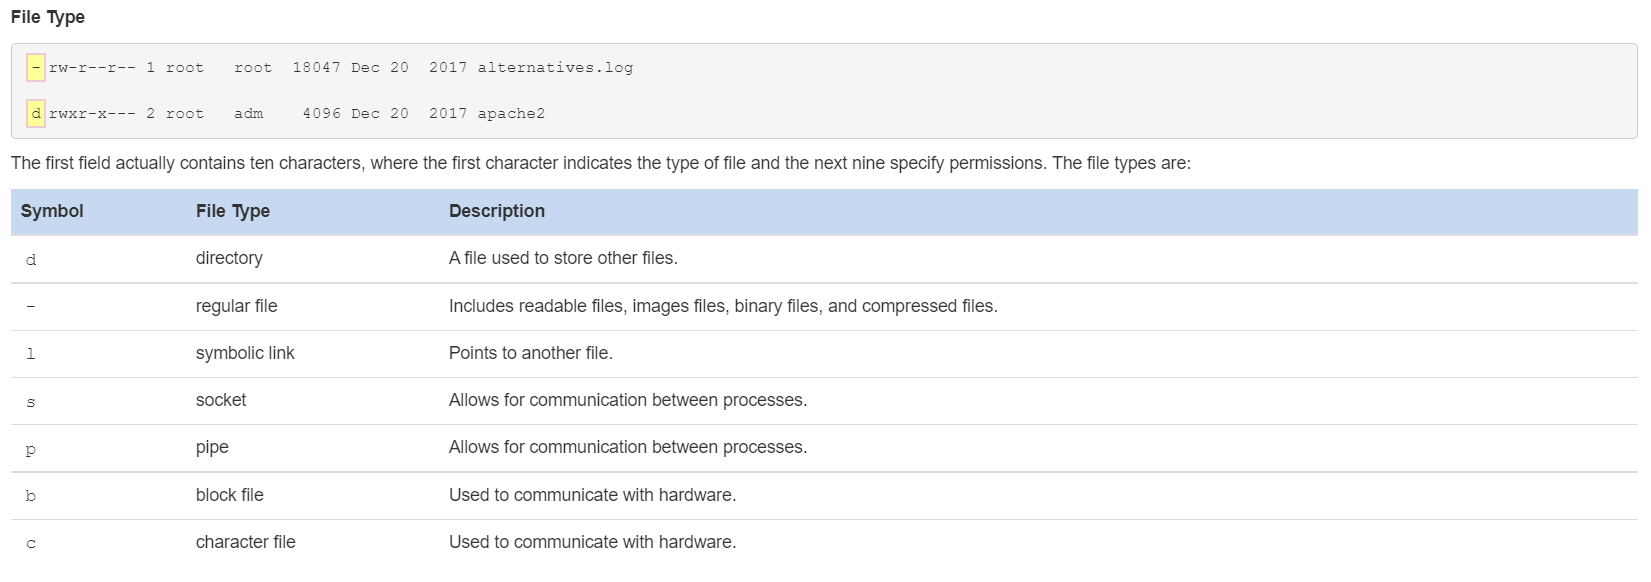 File Type
-rw-r--r-- 1 root   root  18047 Dec 20  2017 alternatives.log
drwxr-x--- 2 root   adm    4096 Dec 20  2017 apache2
The first field actually contains ten characters, where the first character indicates the type of file and the next nine specify permissions. The file types are:
Symbol File Type Description
d directory A file used to store other files.
- regular file Includes readable files, images files, binary files, and compressed files.
l symbolic link Points to another file.
s socket Allows for communication between processes.
p pipe Allows for communication between processes.
b block file Used to communicate with hardware.
c character file Used to communicate with hardware.